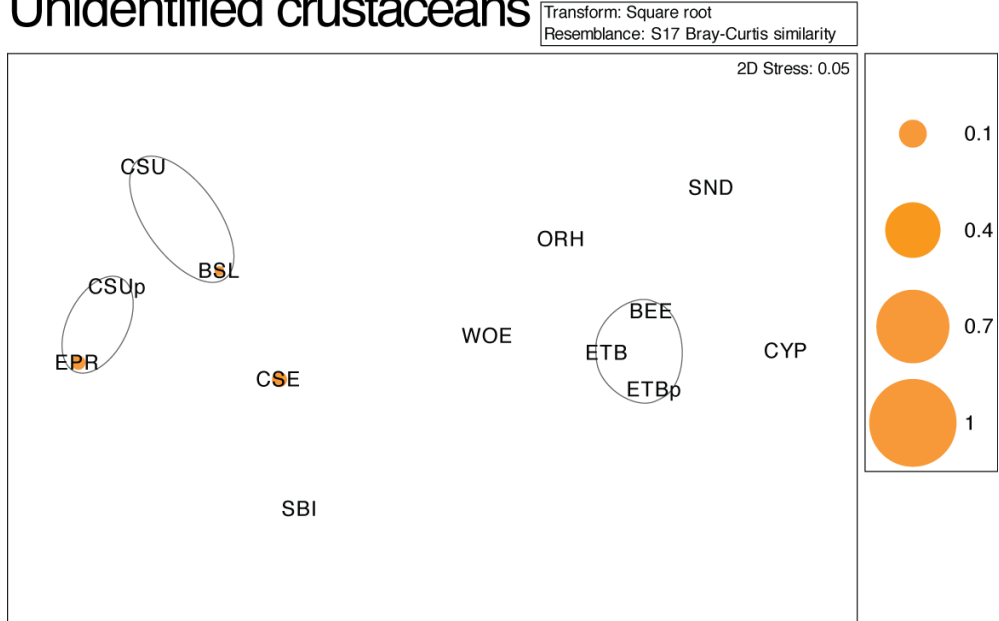 Unidentified crustaceans
Transform: Square root
Resemblance: S17 Bray-Curtis similarity
2D Stress: 0.05
CSU
SND
ORH
BSL
CSUp
BEE
WOE
ETB
CYP
EPR
CSE
ETBp
SBI
0.1
0.4
0.7
1